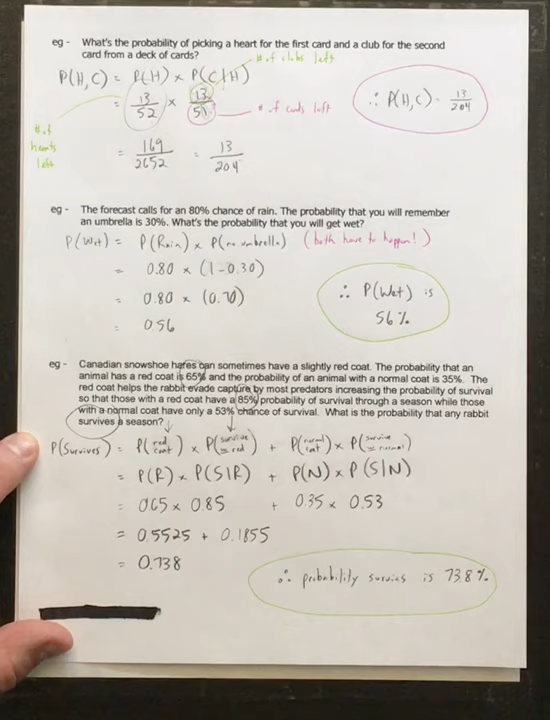 eg - What's the probability of picking a heart for the first card and a club for the second
card from a deck of cards?
# of clubs left
P(H,C) = P(H) × P(C|H)
= 13/52 × 13/51
# of cards left
∴ P(H,C) = 13/204
# of
hearts
left
= 169/2652 = 13/204
eg - The forecast calls for an 80% chance of rain. The probability that you will remember
an umbrella is 30%. What's the probability that you will get wet?
P(Wet) = P(Rain) × P(no umbrella) (both have to happen!)
= 0.80 × (1-0.30)
= 0.80 × (0.70)
= 0.56
∴ P(Wet) is
56%
eg - Canadian snowshoe hares can sometimes have a slightly red coat. The probability that an
animal has a red coat is 65% and the probability of an animal with a normal coat is 35%. The
red coat helps the rabbit evade capture by most predators increasing the probability of survival
so that those with a red coat have a 85% probability of survival through a season while those
with a normal coat have only a 53% chance of survival. What is the probability that any rabbit
survives a season?
P(Survives) = P(red coat) × P(survive = red) + P(normal coat) × P(survive = normal)
= P(R) × P(S|R) + P(N) × P(S|N)
= 0.65 × 0.85 + 0.35 × 0.53
= 0.5525 + 0.1855
= 0.738
∴ probability survives is 73.8%.